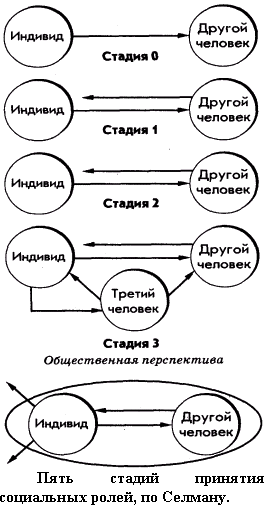 Индивид
Другой
человек
Стадия 0
Индивид
Другой
человек
Стадия 1
Индивид
Другой
человек
Стадия 2
Индивид
Другой
человек
Третий
человек
Стадия 3
Общественная перспектива
Индивид
Другой
человек
Пять стадий принятия
социальных ролей, по Селману.